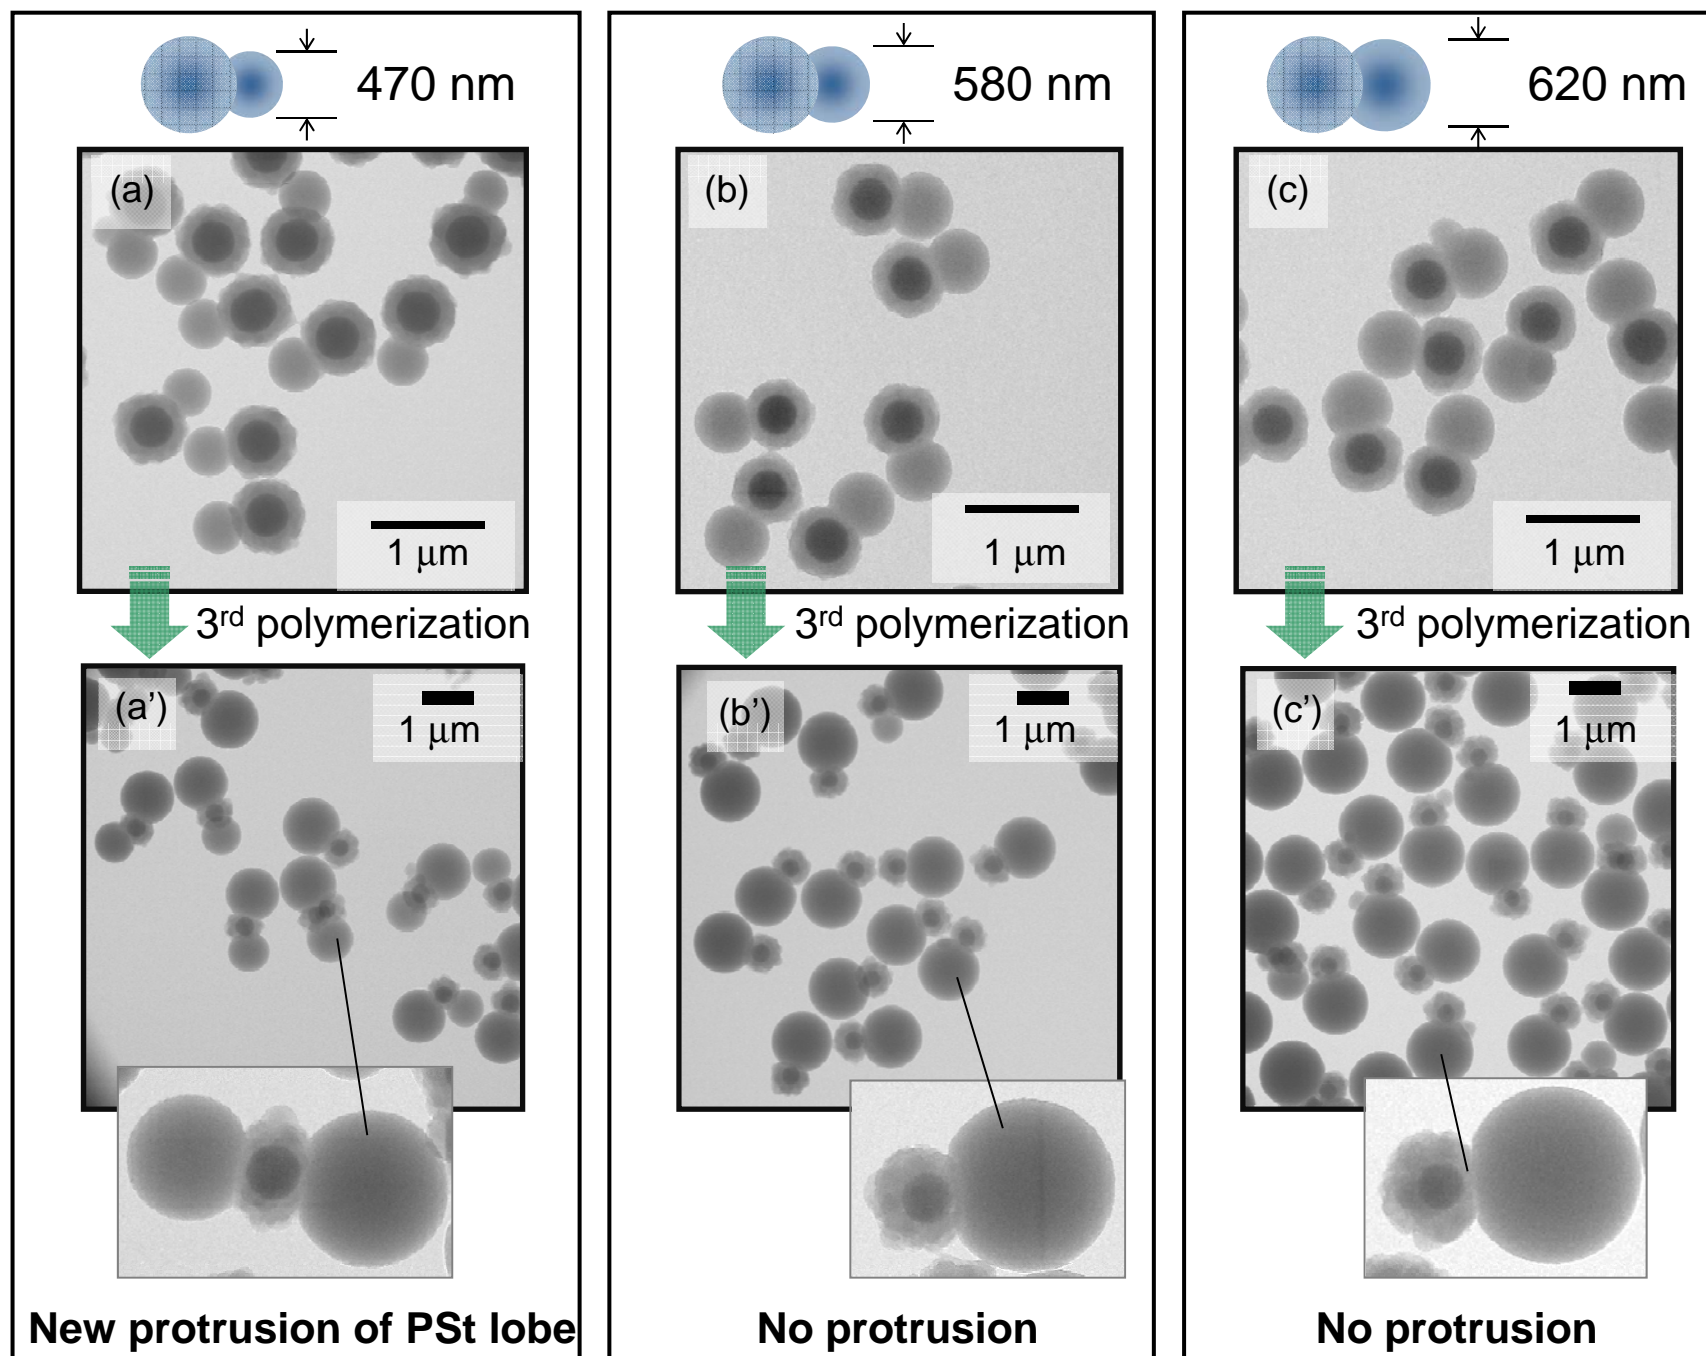 470 nm
(a)
1 μm
3rd polymerization
(a')
1 μm
New protrusion of PSt lobe
580 nm
(b)
1 μm
3rd polymerization
(b')
1 μm
No protrusion
620 nm
(c)
1 μm
3rd polymerization
(c')
1 μm
No protrusion